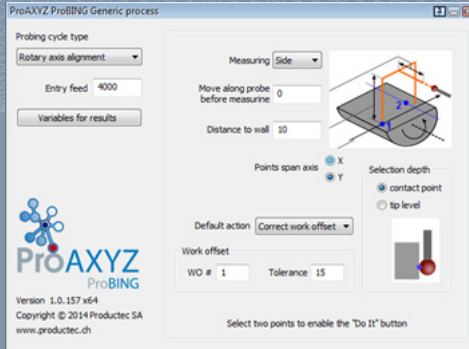 ProAXYZ ProBING Generic process
Probing cycle type
Rotary axis alignment
Entry feed 4000
Variables for results
Measuring Side
Move along probe
before measurine 0
Distance to wall 10
Points span axis X
Y
1
2
Selection depth
contact point
tip level
Default action Correct work offset
Work offset
WO # 1 Tolerance 15
ProAXYZ
ProBING
Version 1.0.157 x64
Copyright © 2014 Productec SA
www.productec.ch
Select two points to enable the "Do It" button